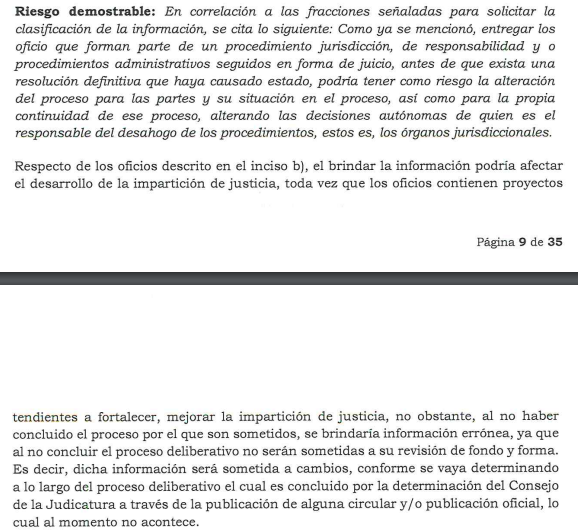 Riesgo demostrable: En correlación a las fracciones señaladas para solicitar la
clasificación de la información, se cita lo siguiente: Como ya se mencionó, entregar los
oficio que forman parte de un procedimiento jurisdicción, de responsabilidad y o
procedimientos administrativos seguidos en forma de juicio, antes de que exista una
resolución definitiva que haya causado estado, podría tener como riesgo la alteración
del proceso para las partes y su situación en el proceso, así como para la propia
continuidad de ese proceso, alterando las decisiones autónomas de quien es el
responsable del desahogo de los procedimientos, estos es, los órganos jurisdiccionales.
Respecto de los oficios descrito en el inciso b), el brindar la información podría afectar
el desarrollo de la impartición de justicia, toda vez que los oficios contienen proyectos
Página 9 de 35
tendientes a fortalecer, mejorar la impartición de justicia, no obstante, al no haber
concluido el proceso por el que son sometidos, se brindaría información errónea, ya que
al no concluir el proceso deliberativo no serán sometidas a su revisión de fondo y forma.
Es decir, dicha información será sometida a cambios, conforme se vaya determinando
a lo largo del proceso deliberativo el cual es concluido por la determinación del Consejo
de la Judicatura a través de la publicación de alguna circular y/o publicación oficial, lo
cual al momento no acontece.